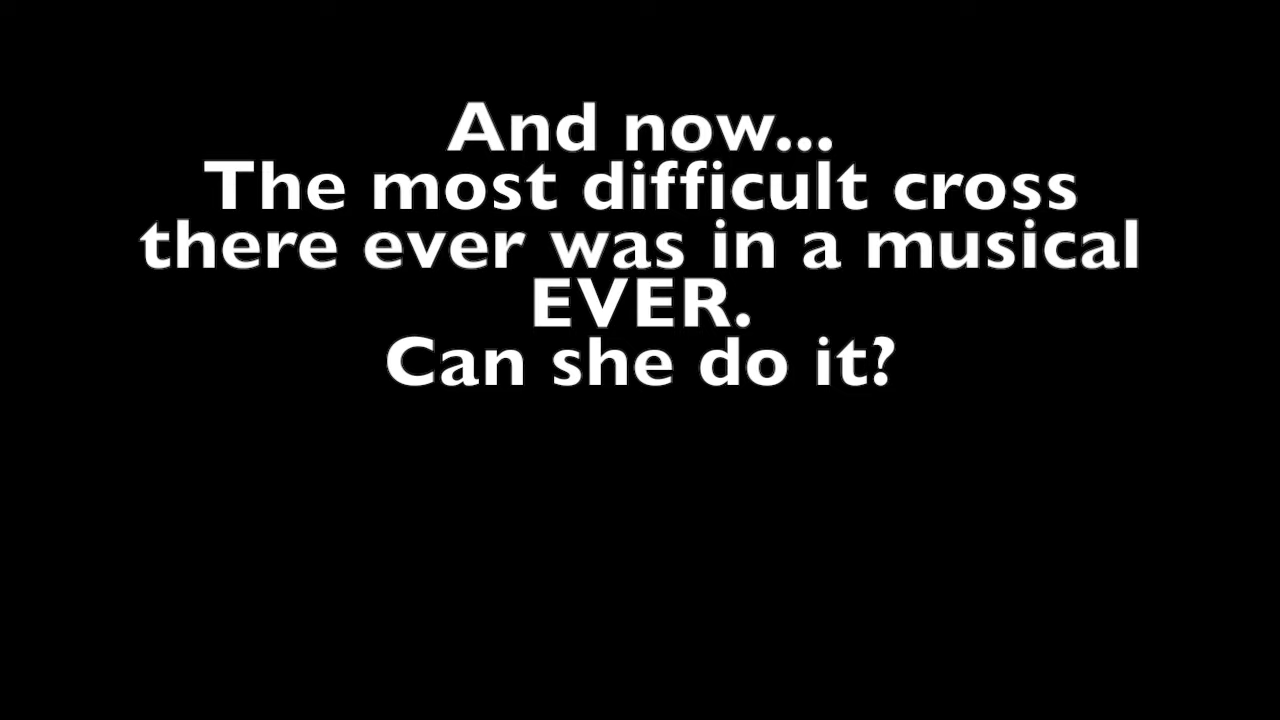 And now...
The most difficult cross
there ever was in a musical
EVER.
Can she do it?